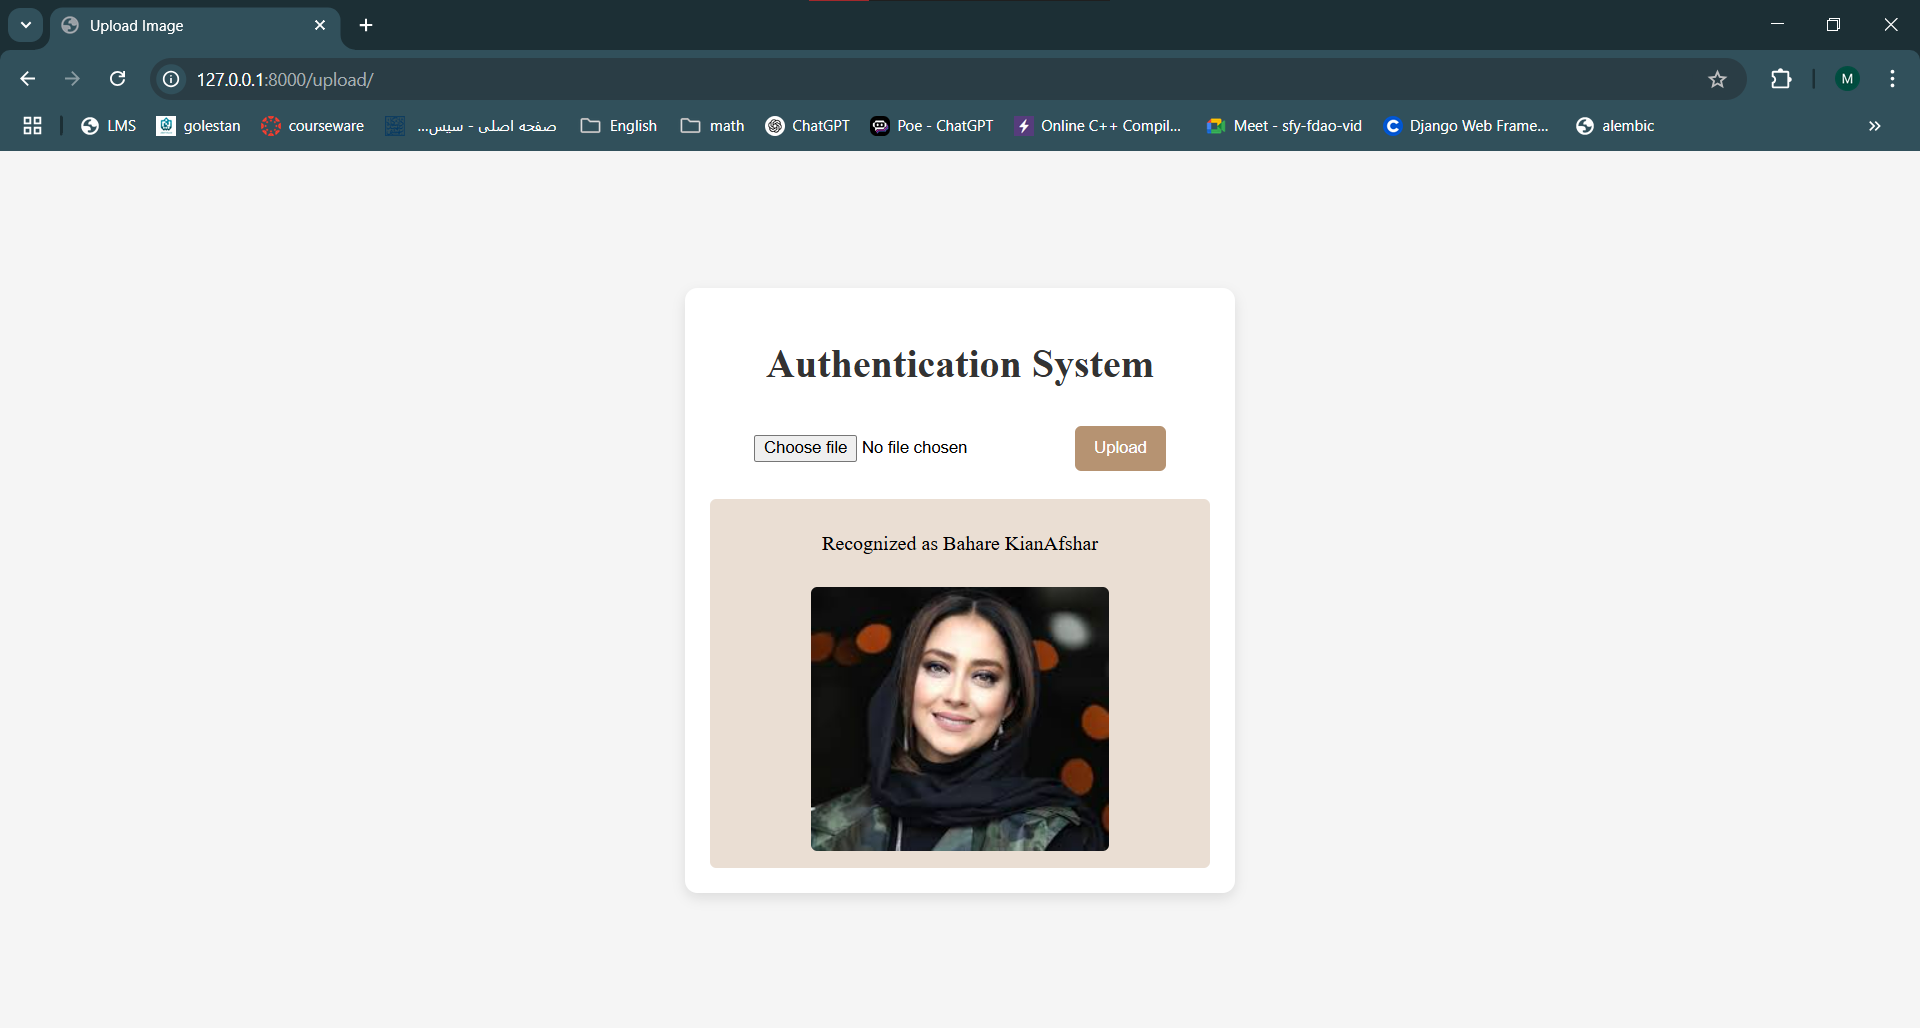 Upload Image
127.0.0.1:8000/upload/
M
LMS golestan courseware صفحه اصلی - سیس... English math ChatGPT Poe - ChatGPT Online C++ Compil... Meet - sfy-fdao-vid Django Web Frame... alembic
Authentication System
Choose file No file chosen Upload
Recognized as Bahare KianAfshar